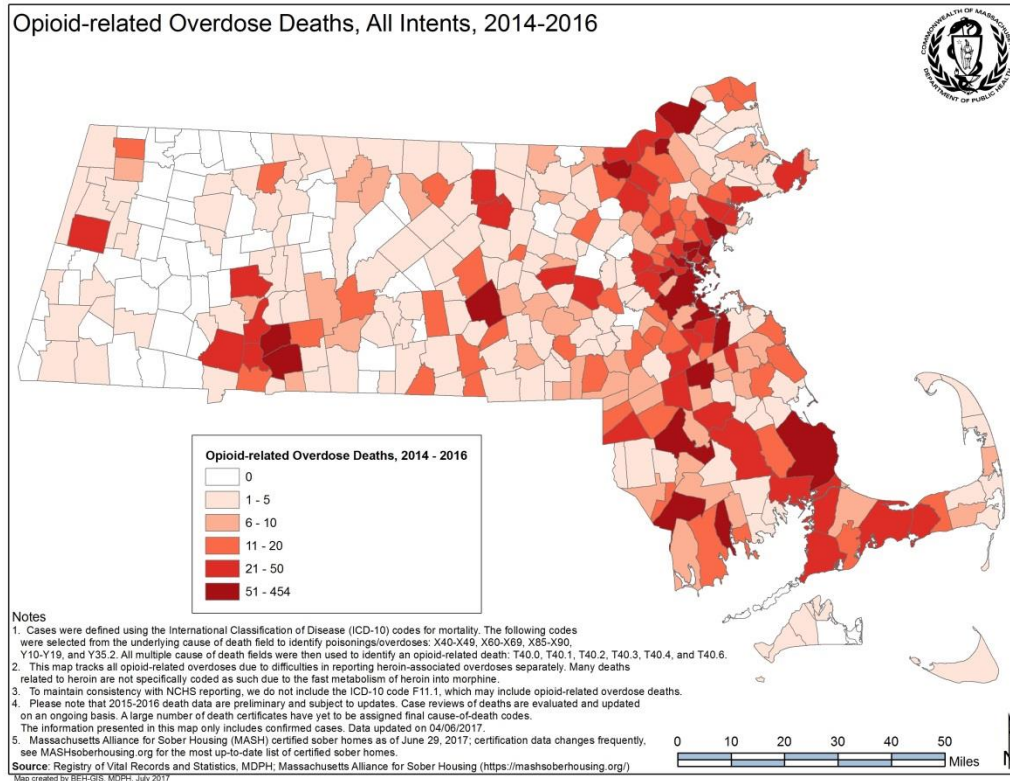 Opioid-related Overdose Deaths, All Intents, 2014-2016
COMMONWEALTH OF MASSACHUSETTS
DEPARTMENT OF PUBLIC HEALTH
Opioid-related Overdose Deaths, 2014 - 2016
0
1 - 5
6 - 10
11 - 20
21 - 50
51 - 454
Notes
1. Cases were defined using the International Classification of Disease (ICD-10) codes for mortality. The following codes
were selected from the underlying cause of death field to identify poisonings/overdoses: X40-X49, X60-X69, X85-X90,
Y10-Y19, and Y35.2. All multiple cause of death fields were then used to identify an opioid-related death: T40.0, T40.1, T40.2, T40.3, T40.4, and T40.6.
2. This map tracks all opioid-related overdoses due to difficulties in reporting heroin-associated overdoses separately. Many deaths
related to heroin are not specifically coded as such due to the fast metabolism of heroin into morphine.
3. To maintain consistency with NCHS reporting, we do not include the ICD-10 code F11.1, which may include opioid-related overdose deaths.
4. Please note that 2015-2016 death data are preliminary and subject to updates. Case reviews of deaths are evaluated and updated
on an ongoing basis. A large number of death certificates have yet to be assigned final cause-of-death codes.
The information presented in this map only includes confirmed cases. Data updated on 04/06/2017.
5. Massachusetts Alliance for Sober Housing (MASH) certified sober homes as of June 29, 2017; certification data changes frequently,
see MASHsoberhousing.org for the most up-to-date list of certified sober homes.
Source: Registry of Vital Records and Statistics, MDPH; Massachusetts Alliance for Sober Housing (https://mashsoberhousing.org/)
Map created by BEH-GIS, MDPH, July 2017
0 10 20 30 40 50
Miles
N